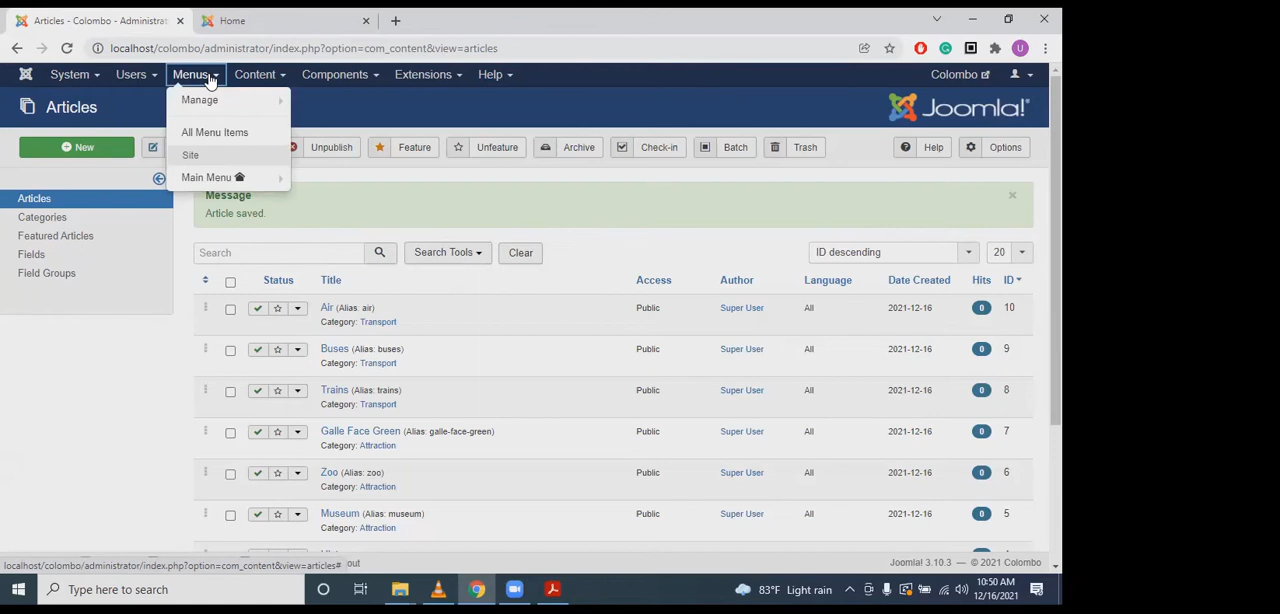 Articles - Colombo - Administra
Home
localhost/colombo/administrator/index.php?option=com_content&view=articles
U
System
Users
Menus
Content
Components
Extensions
Help
Colombo
Articles
Joomla!®
Manage
All Menu Items
Site
Main Menu
New
Unpublish
Feature
Unfeature
Archive
Check-in
Batch
Trash
Help
Options
Articles
Categories
Featured Articles
Fields
Field Groups
Message
Article saved.
Search
Search Tools
Clear
ID descending
20
Status Title Access Author Language Date Created Hits ID
Air (Alias: air) Public Super User All 2021-12-16 0 10
Category: Transport
Buses (Alias: buses) Public Super User All 2021-12-16 0 9
Category: Transport
Trains (Alias: trains) Public Super User All 2021-12-16 0 8
Category: Transport
Galle Face Green (Alias: galle-face-green) Public Super User All 2021-12-16 0 7
Category: Attraction
Zoo (Alias: zoo) Public Super User All 2021-12-16 0 6
Category: Attraction
Museum (Alias: museum) Public Super User All 2021-12-16 0 5
Category: Attraction
localhost/colombo/administrator/index.php?option=com_content&view=articles#
out
Joomla! 3.10.3 — © 2021 Colombo
Type here to search
83°F Light rain
10:50 AM
12/16/2021